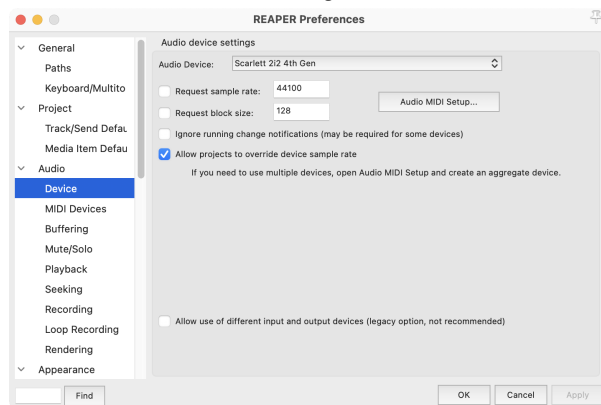 REAPER Preferences
General
Paths
Keyboard/Multito
Project
Track/Send Defau
Media Item Defau
Audio
Device
MIDI Devices
Buffering
Mute/Solo
Playback
Seeking
Recording
Loop Recording
Rendering
Appearance
Find
Audio device settings
Audio Device: Scarlett 2i2 4th Gen
Request sample rate: 44100
Request block size: 128
Audio MIDI Setup...
Ignore running change notifications (may be required for some devices)
Allow projects to override device sample rate
If you need to use multiple devices, open Audio MIDI Setup and create an aggregate device.
Allow use of different input and output devices (legacy option, not recommended)
OK Cancel Apply